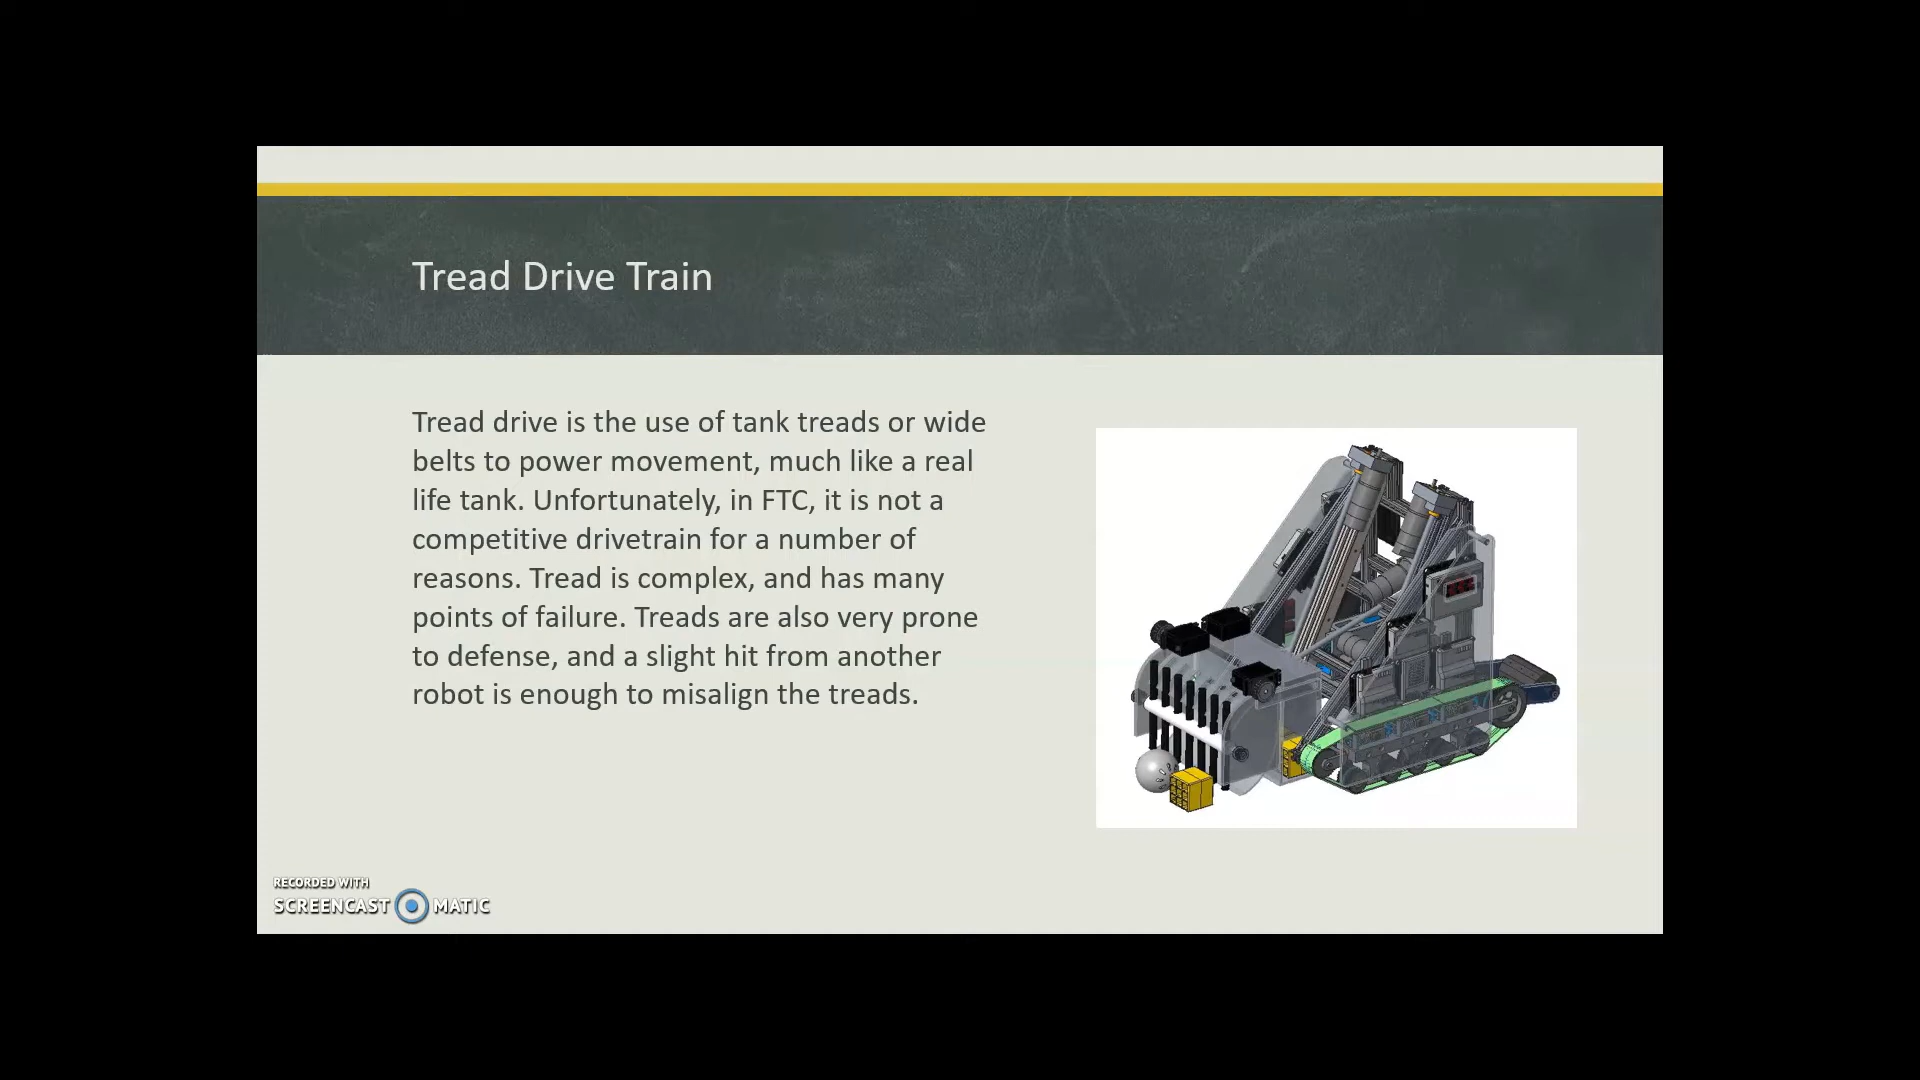 Tread Drive Train
Tread drive is the use of tank treads or wide
belts to power movement, much like a real
life tank. Unfortunately, in FTC, it is not a
competitive drivetrain for a number of
reasons. Tread is complex, and has many
points of failure. Treads are also very prone
to defense, and a slight hit from another
robot is enough to misalign the treads.
RECORDED WITH
SCREENCAST MATIC